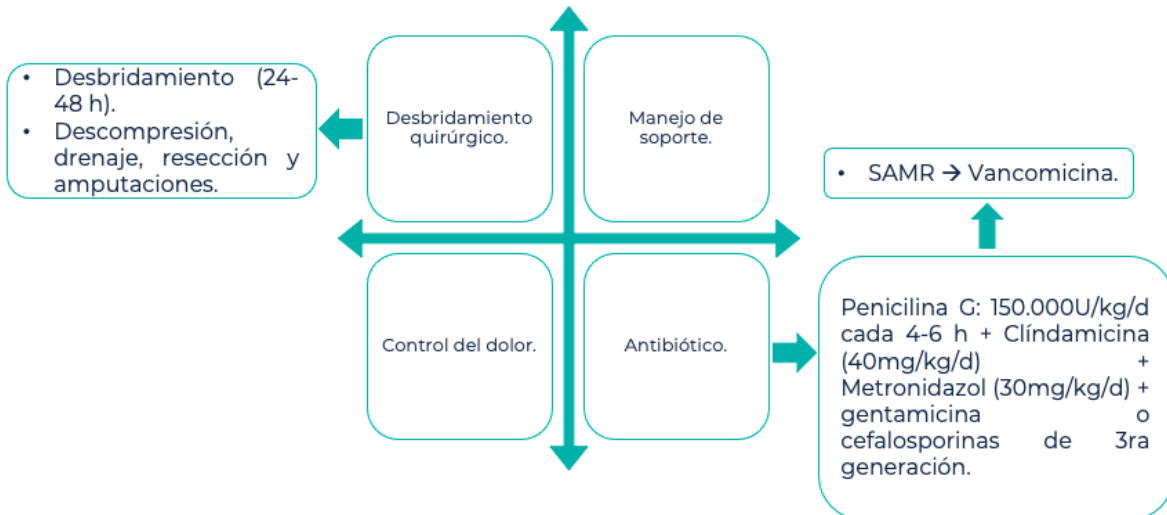 • Desbridamiento (24-
48 h).
• Descompresión,
drenaje, resección y
amputaciones.
Desbridamiento
quirúrgico.
Manejo de
soporte.
• SAMR → Vancomicina.
Control del dolor.
Antibiótico.
Penicilina G: 150.000U/kg/d
cada 4-6 h + Clíndamicina
(40mg/kg/d) +
Metronidazol (30mg/kg/d) +
gentamicina o
cefalosporinas de 3ra
generación.